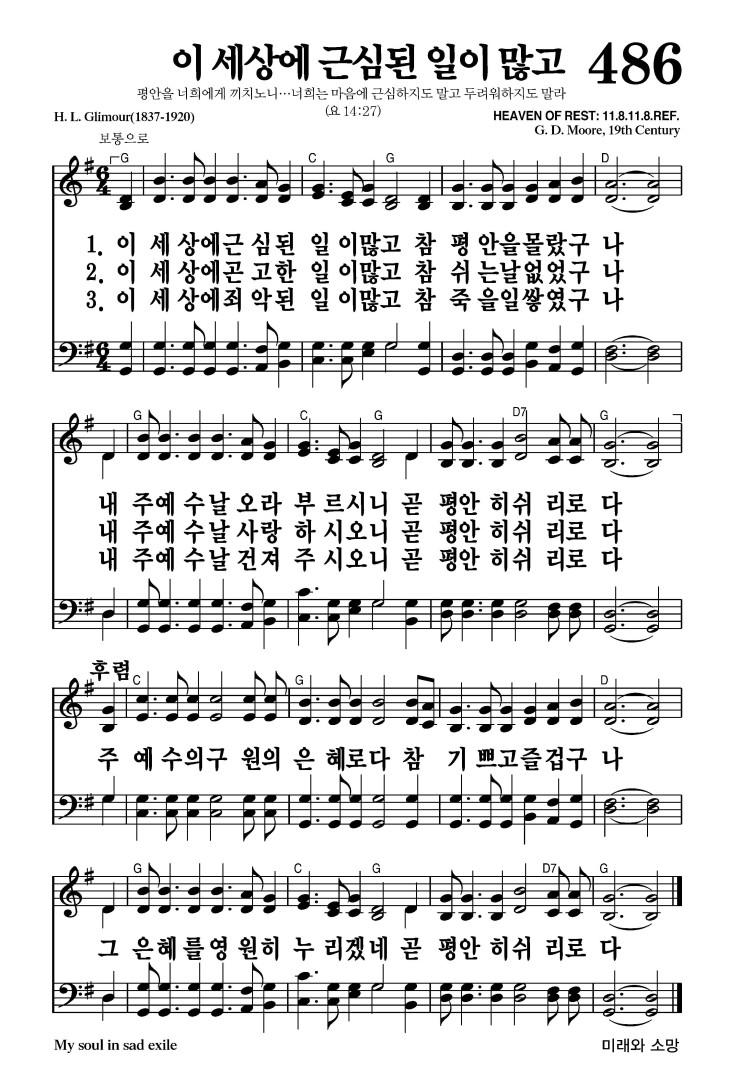 이 세상에 근심된 일이 많고 486
평안을 너희에게 끼치노니…너희는 마음에 근심하지도 말고 두려워하지도 말라
(요 14:27)
H. L. Glimour(1837-1920)
HEAVEN OF REST: 11.8.11.8.REF.
G. D. Moore, 19th Century
보통으로
G C G D
6 4
1. 이 세 상에근 심된 일 이많고 참 평 안을몰랐구 나
2. 이 세 상에곤 고한 일 이많고 참 쉬 는날없었구 나
3. 이 세 상에죄 악된 일 이많고 참 죽 을일쌓였구 나
6 4
G C G D7 G
내 주예 수날 오라 부 르시니 곧 평안 히쉬 리로 다
내 주예 수날 사랑 하 시오니 곧 평안 히쉬 리로 다
내 주예 수날 건져 주 시오니 곧 평안 히쉬 리로 다
후렴
C G D
주 예 수의구 원의 은 혜로다 참 기 쁘고즐겁구 나
G C G D7 G
그 은혜 를영 원히 누 리겠네 곧 평안 히쉬 리로 다
My soul in sad exile
미래와 소망